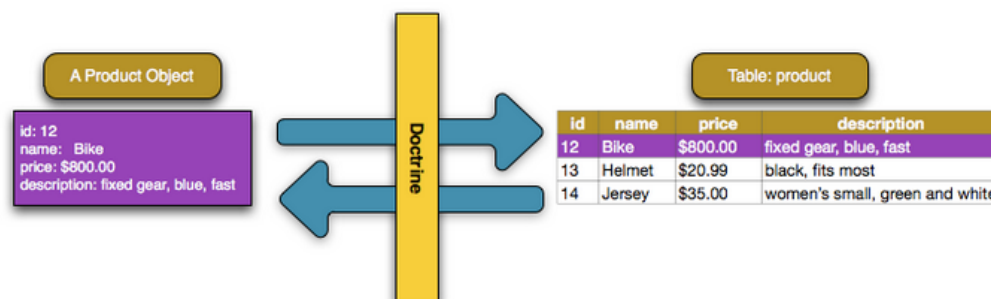 A Product Object
id: 12
name: Bike
price: $800.00
description: fixed gear, blue, fast
Doctrine
Table: product
id name price description
12 Bike $800.00 fixed gear, blue, fast
13 Helmet $20.99 black, fits most
14 Jersey $35.00 women's small, green and white